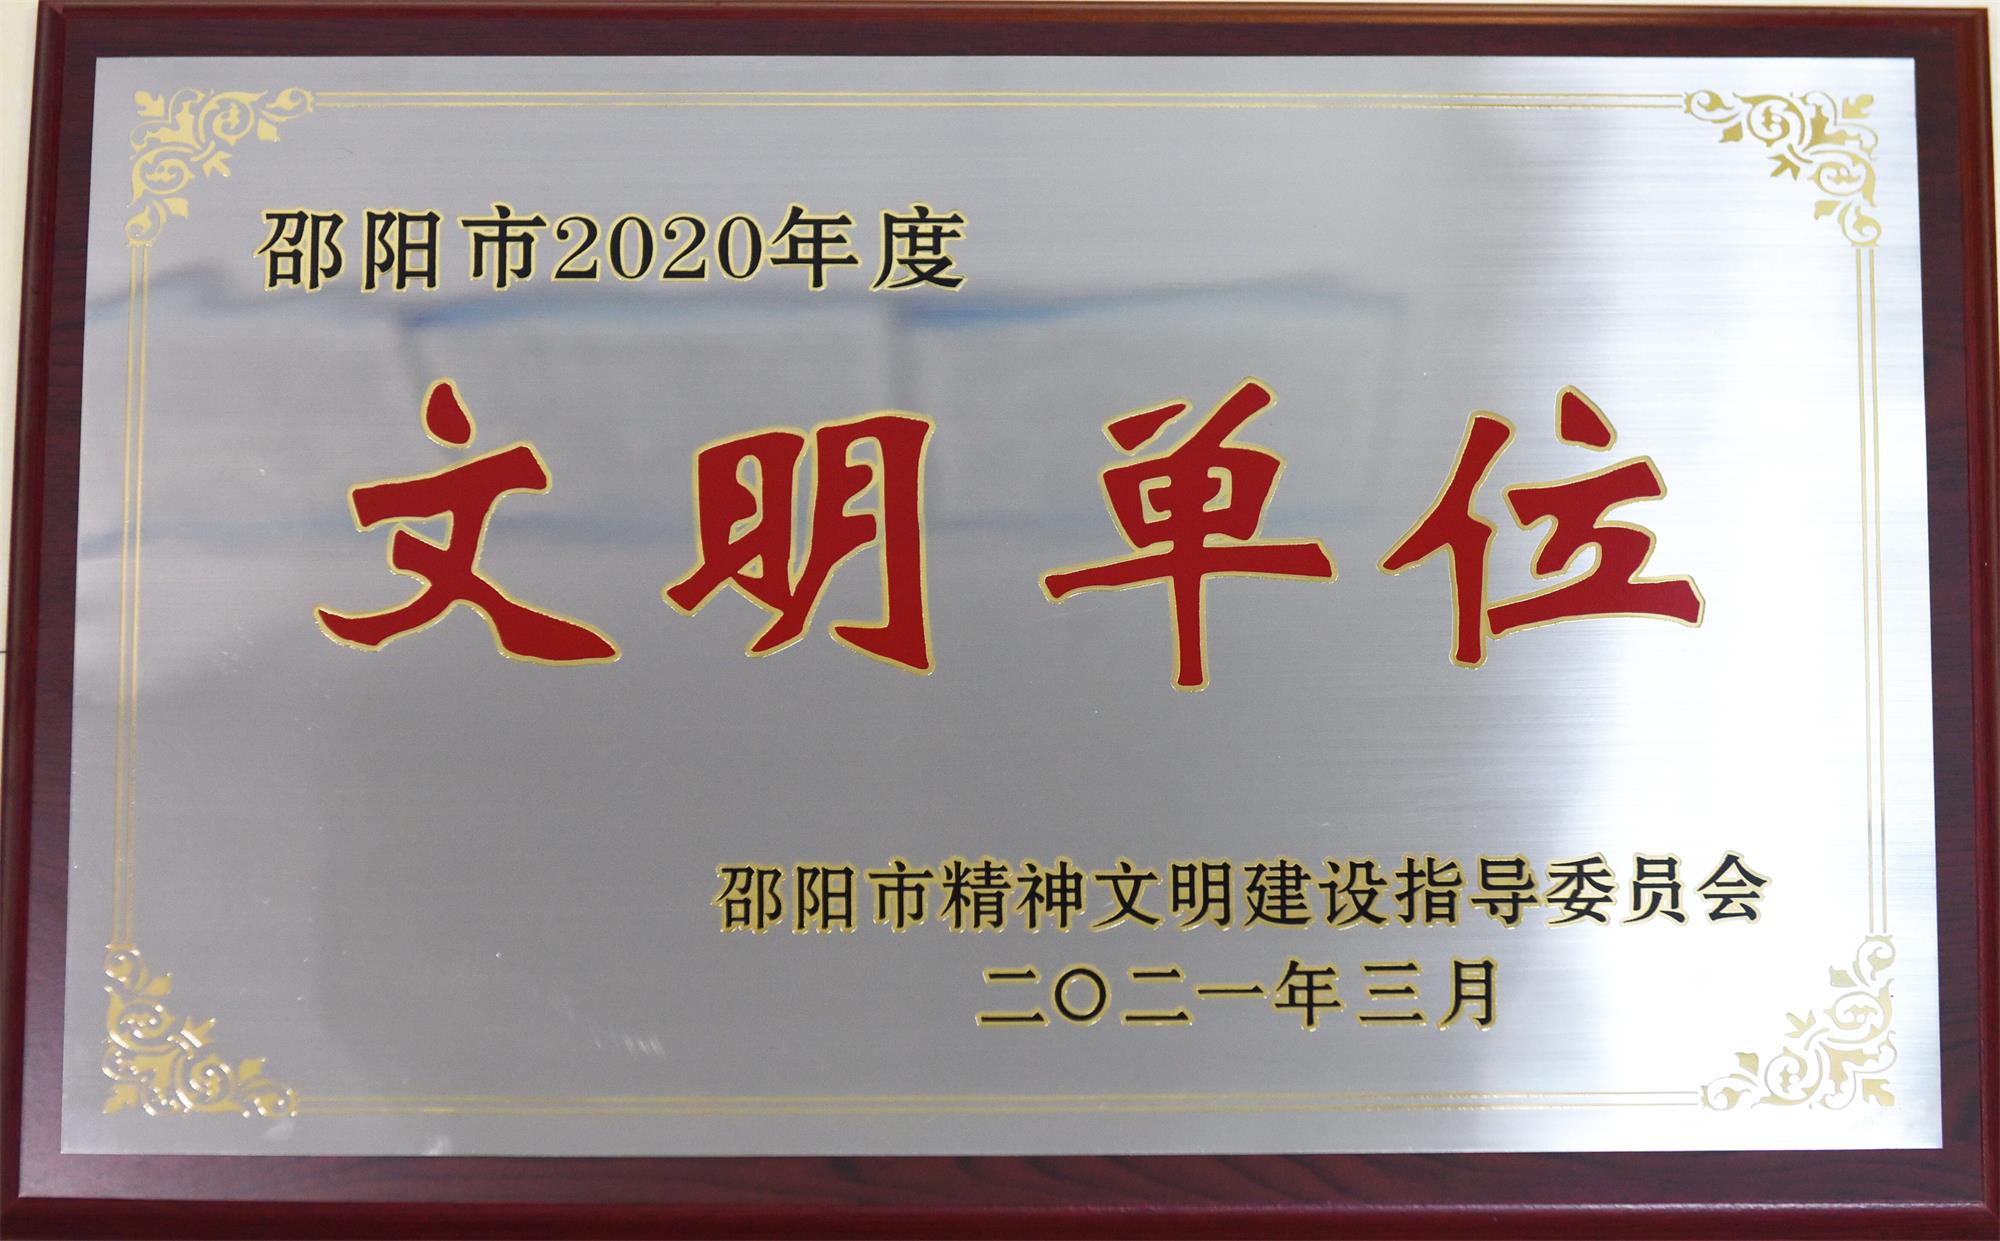 邵阳市2020年度
文明单位
邵阳市精神文明建设指导委员会
二〇二一年三月